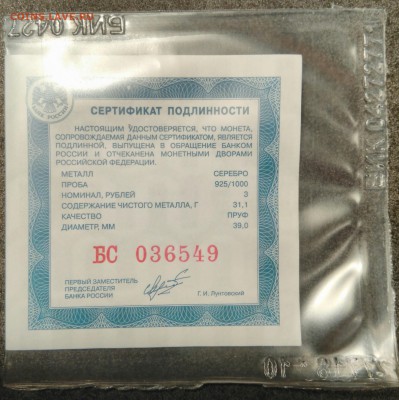 COINS.LAVE.RU
БИК 0427
СЕРТИФИКАТ ПОДЛИННОСТИ
НАСТОЯЩИМ УДОСТОВЕРЯЕТСЯ, ЧТО МОНЕТА,
СОПРОВОЖДАЕМАЯ ДАННЫМ СЕРТИФИКАТОМ, ЯВЛЯЕТСЯ
ПОДЛИННОЙ, ВЫПУЩЕНА В ОБРАЩЕНИЕ БАНКОМ
РОССИИ И ОТЧЕКАНЕНА МОНЕТНЫМИ ДВОРАМИ
РОССИЙСКОЙ ФЕДЕРАЦИИ.
МЕТАЛЛ СЕРЕБРО
ПРОБА 925/1000
НОМИНАЛ, РУБЛЕЙ 3
СОДЕРЖАНИЕ ЧИСТОГО МЕТАЛЛА, Г 31,1
КАЧЕСТВО ПРУФ
ДИАМЕТР, ММ 39,0
БС 036549
ПЕРВЫЙ ЗАМЕСТИТЕЛЬ
ПРЕДСЕДАТЕЛЯ
БАНКА РОССИИ
Г. И. Лунтовский